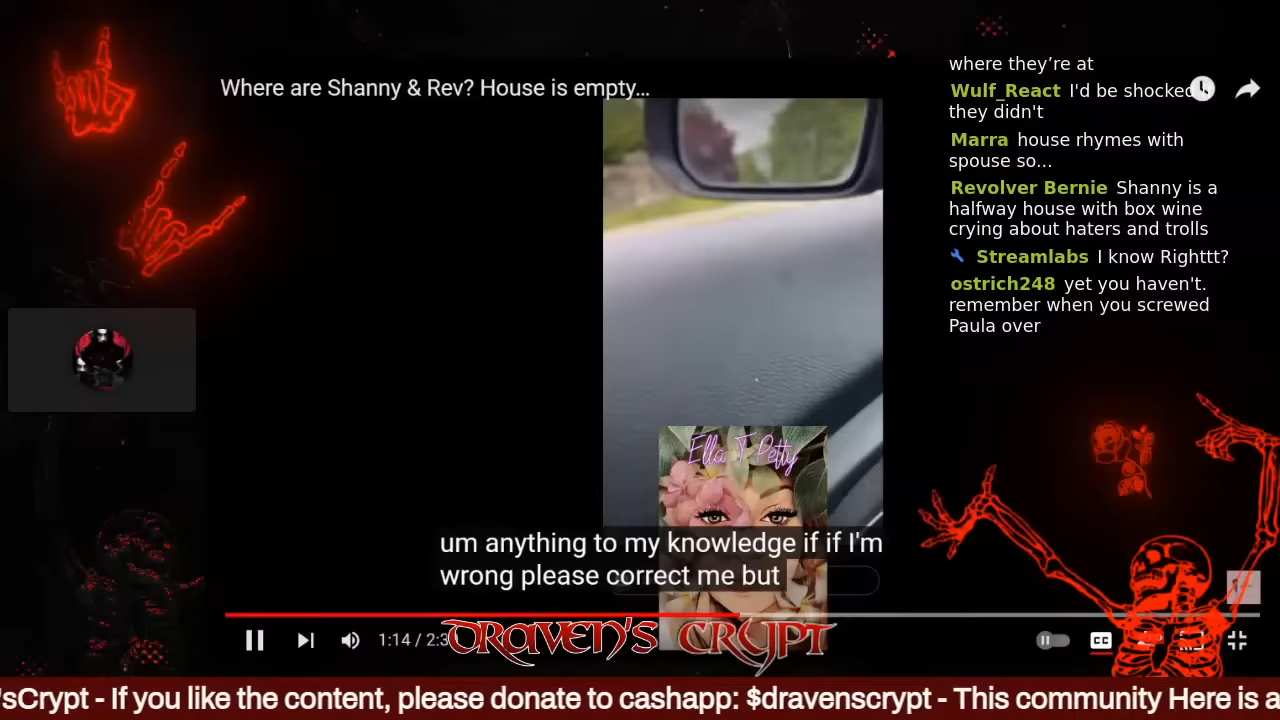 Where are Shanny & Rev? House is empty...
where they’re at
Wulf_React I'd be shocked
they didn't
Marra house rhymes with
spouse so...
Revolver Bernie Shanny is a
halfway house with box wine
crying about haters and trolls
Streamlabs I know Righttt?
ostrich248 yet you haven't.
remember when you screwed
Paula over
Ella T Petty
um anything to my knowledge if if I'm
wrong please correct me but
1:14 / 2:3
CC
DRAVEN'S CRYPT
'sCrypt - If you like the content, please donate to cashapp: $dravenscrypt - This community Here is a